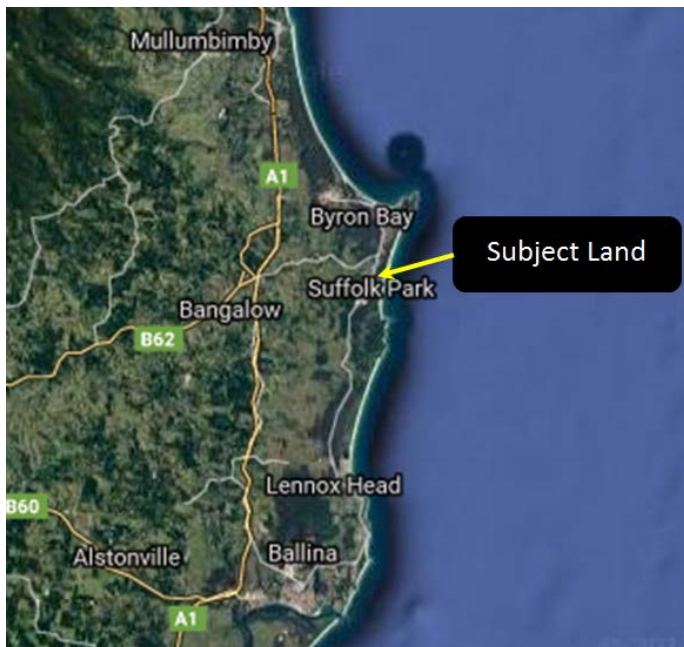 Mullumbimby
A1
Byron Bay
Subject Land
Suffolk Park
Bangalow
B62
Lennox Head
B60
Alstonville
Ballina
A1